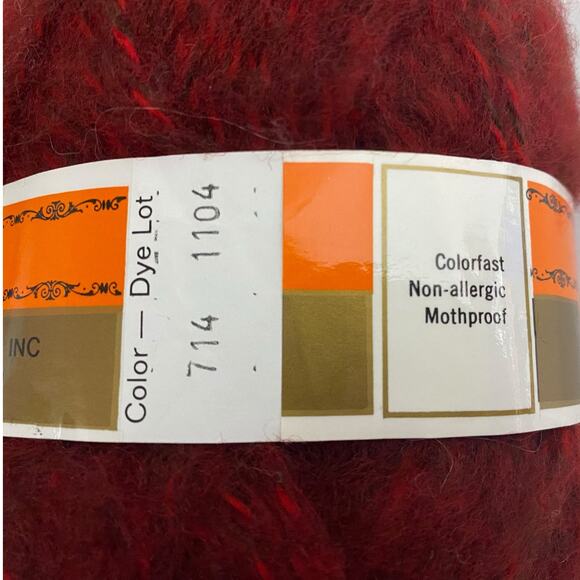 INC
Color — Dye Lot
714 1104
Colorfast
Non-allergic
Mothproof